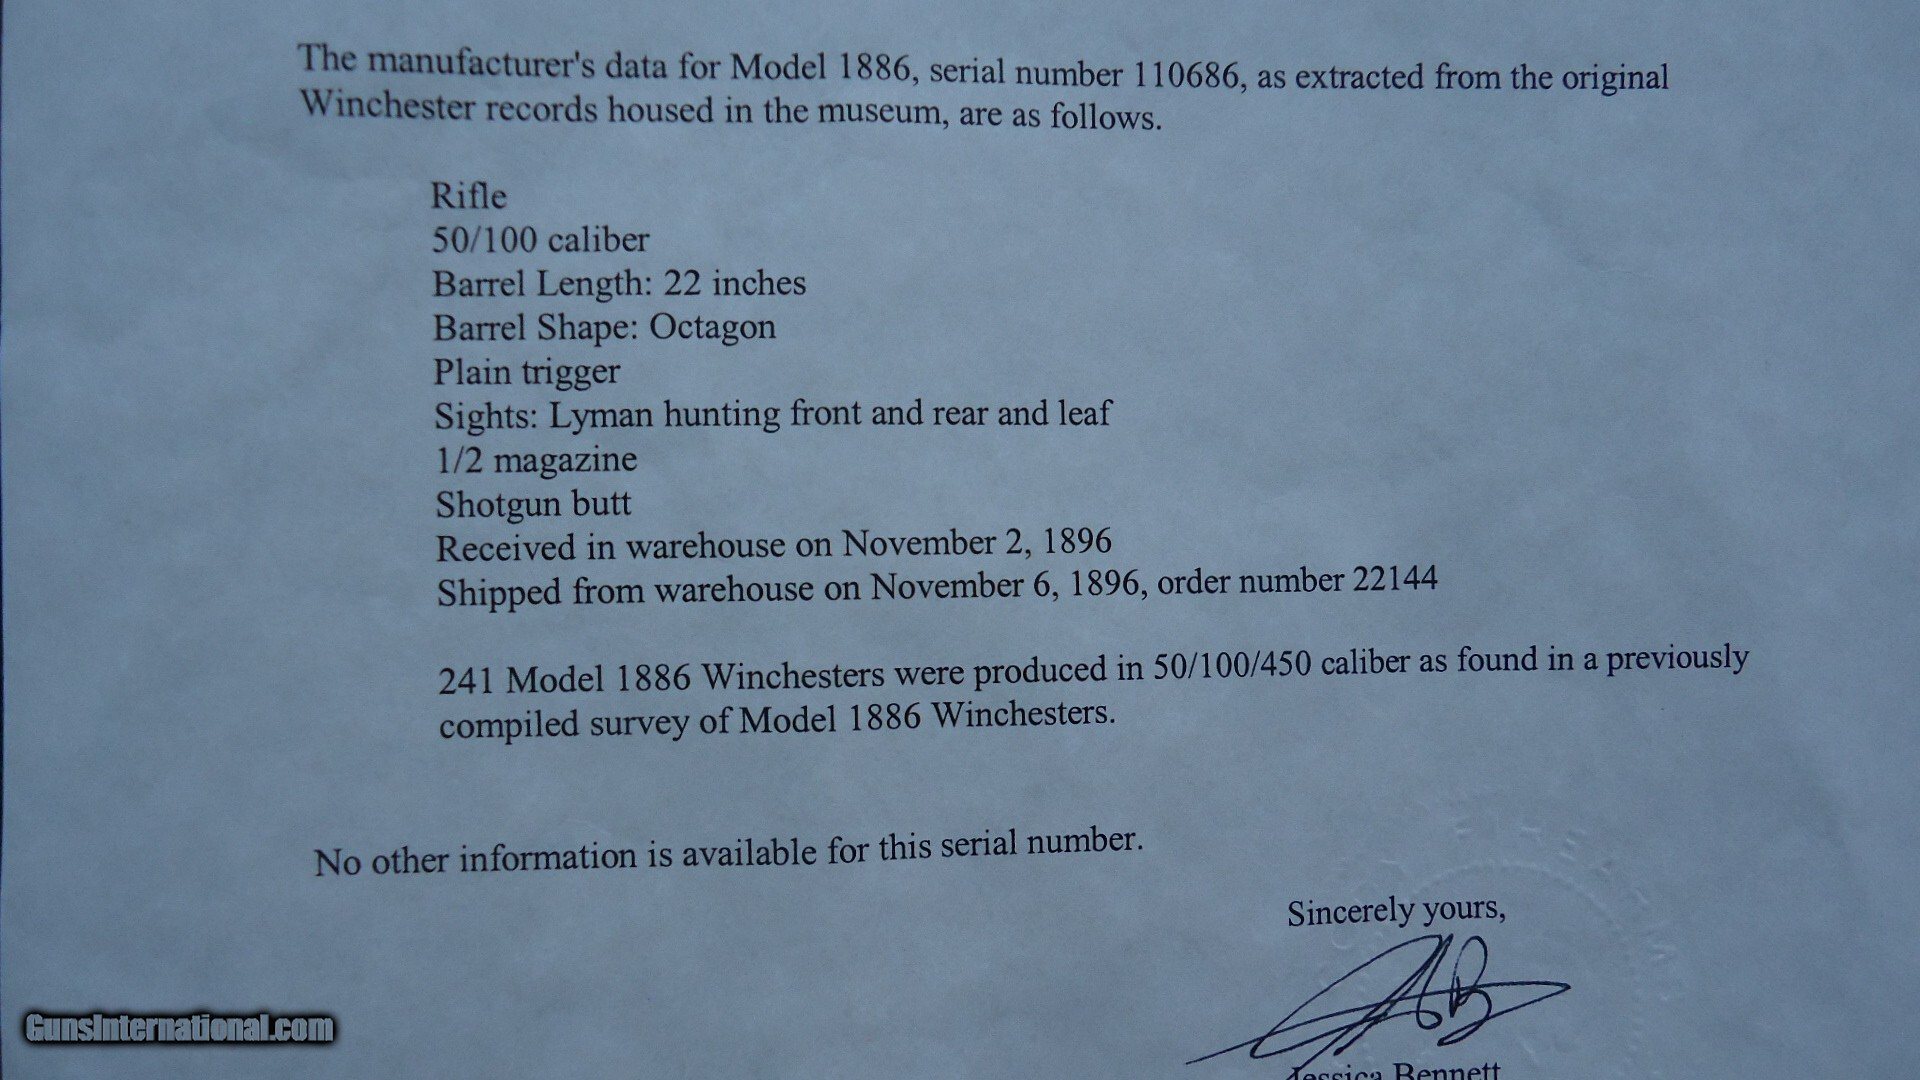 The manufacturer's data for Model 1886, serial number 110686, as extracted from the original
Winchester records housed in the museum, are as follows.
Rifle
50/100 caliber
Barrel Length: 22 inches
Barrel Shape: Octagon
Plain trigger
Sights: Lyman hunting front and rear and leaf
1/2 magazine
Shotgun butt
Received in warehouse on November 2, 1896
Shipped from warehouse on November 6, 1896, order number 22144
241 Model 1886 Winchesters were produced in 50/100/450 caliber as found in a previously
compiled survey of Model 1886 Winchesters.
No other information is available for this serial number.
Sincerely yours,
Jessica Bennett
GunsInternational.com